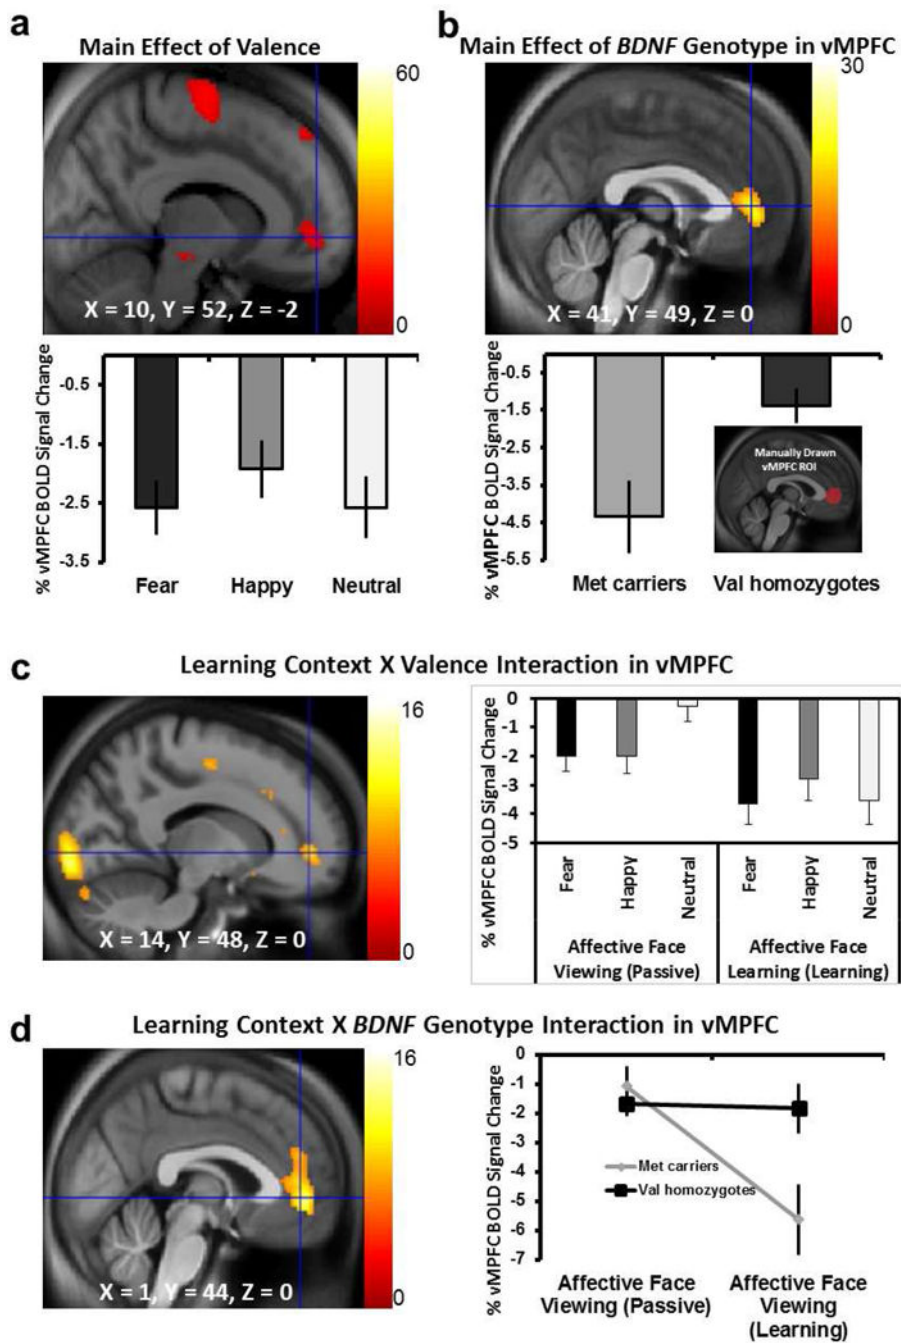 a
Main Effect of Valence
60
0
X = 10, Y = 52, Z = -2
% vMPFC BOLD Signal Change
-0.5
-1.5
-2.5
-3.5
Fear
Happy
Neutral
b
Main Effect of BDNF Genotype in vMPFC
30
0
X = 41, Y = 49, Z = 0
% vMPFC BOLD Signal Change
-0.5
-1.5
-2.5
-3.5
-4.5
-5.5
Manually Drawn
vMPFC ROI
Met carriers
Val homozygotes
c
Learning Context X Valence Interaction in vMPFC
16
0
X = 14, Y = 48, Z = 0
% vMPFC BOLD Signal Change
0
-1
-2
-3
-4
-5
Fear
Happy
Neutral
Fear
Happy
Neutral
Affective Face
Viewing (Passive)
Affective Face
Learning (Learning)
d
Learning Context X BDNF Genotype Interaction in vMPFC
16
0
X = 1, Y = 44, Z = 0
% vMPFC BOLD Signal Change
0
-1
-2
-3
-4
-5
-6
-7
Met carriers
Val homozygotes
Affective Face
Viewing (Passive)
Affective Face
Viewing
(Learning)